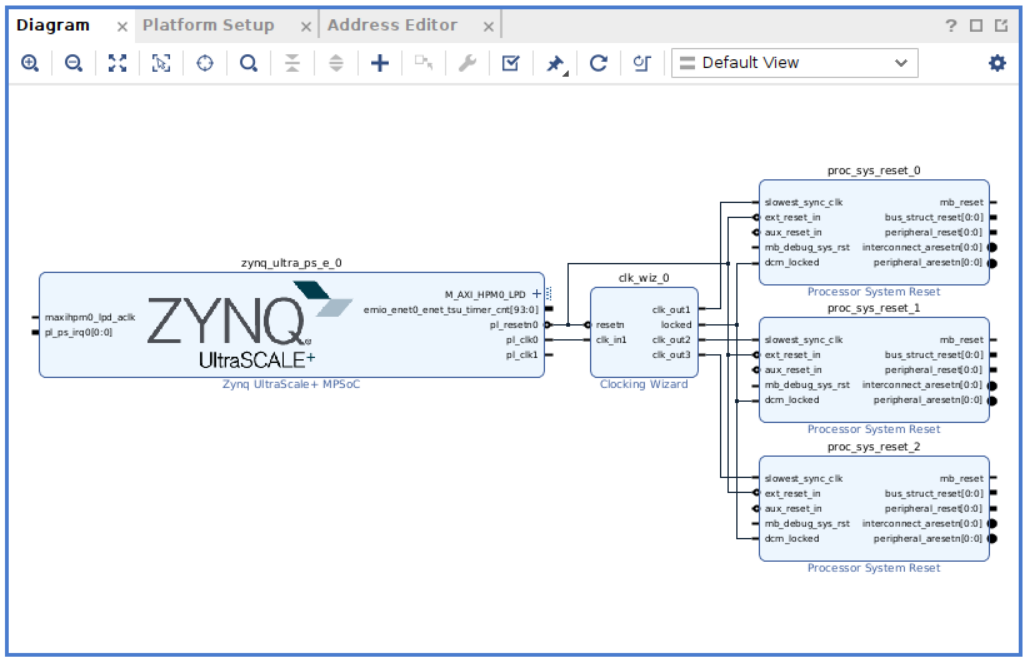 Diagram × Platform Setup × Address Editor × ?
Default View
zynq_ultra_ps_e_0
maxihpm0_lpd_aclk
pl_ps_irq0[0:0]
ZYNQ
UltraSCALE+
M_AXI_HPM0_LPD
emio_enet0_enet_tsu_timer_cnt[93:0]
pl_resetn0
pl_clk0
pl_clk1
Zynq UltraScale+ MPSoC
clk_wiz_0
resetn
clk_in1
clk_out1
locked
clk_out2
clk_out3
Clocking Wizard
proc_sys_reset_0
slowest_sync_clk mb_reset
ext_reset_in bus_struct_reset[0:0]
aux_reset_in peripheral_reset[0:0]
mb_debug_sys_rst interconnect_aresetn[0:0]
dcm_locked peripheral_aresetn[0:0]
Processor System Reset
proc_sys_reset_1
slowest_sync_clk mb_reset
ext_reset_in bus_struct_reset[0:0]
aux_reset_in peripheral_reset[0:0]
mb_debug_sys_rst interconnect_aresetn[0:0]
dcm_locked peripheral_aresetn[0:0]
Processor System Reset
proc_sys_reset_2
slowest_sync_clk mb_reset
ext_reset_in bus_struct_reset[0:0]
aux_reset_in peripheral_reset[0:0]
mb_debug_sys_rst interconnect_aresetn[0:0]
dcm_locked peripheral_aresetn[0:0]
Processor System Reset